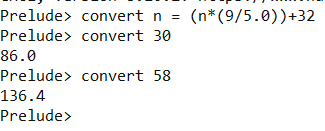 Prelude> convert n = (n*(9/5.0))+32
Prelude> convert 30
86.0
Prelude> convert 58
136.4
Prelude>